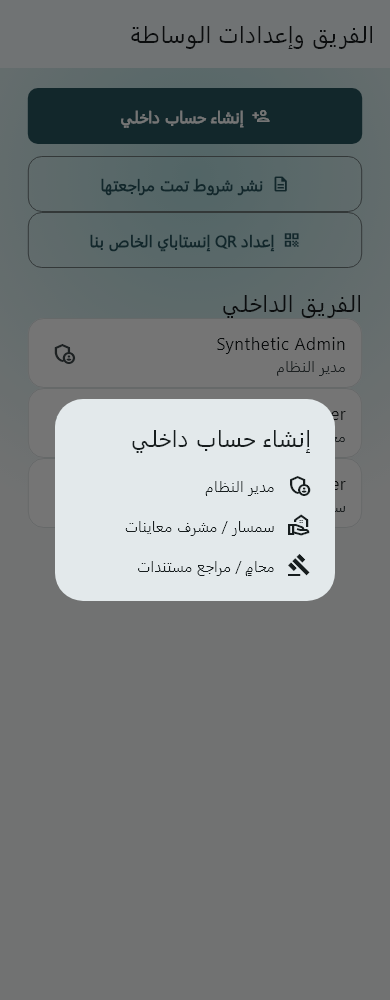 الفريق وإعدادات الوساطة
إنشاء حساب داخلي
نشر شروط تمت مراجعتها
إعداد QR إنستاباي الخاص بنا
الفريق الداخلي
Synthetic Admin
مدير النظام
إنشاء حساب داخلي
مدير النظام
سمسار / مشرف معاينات
محامٍ / مراجع مستندات